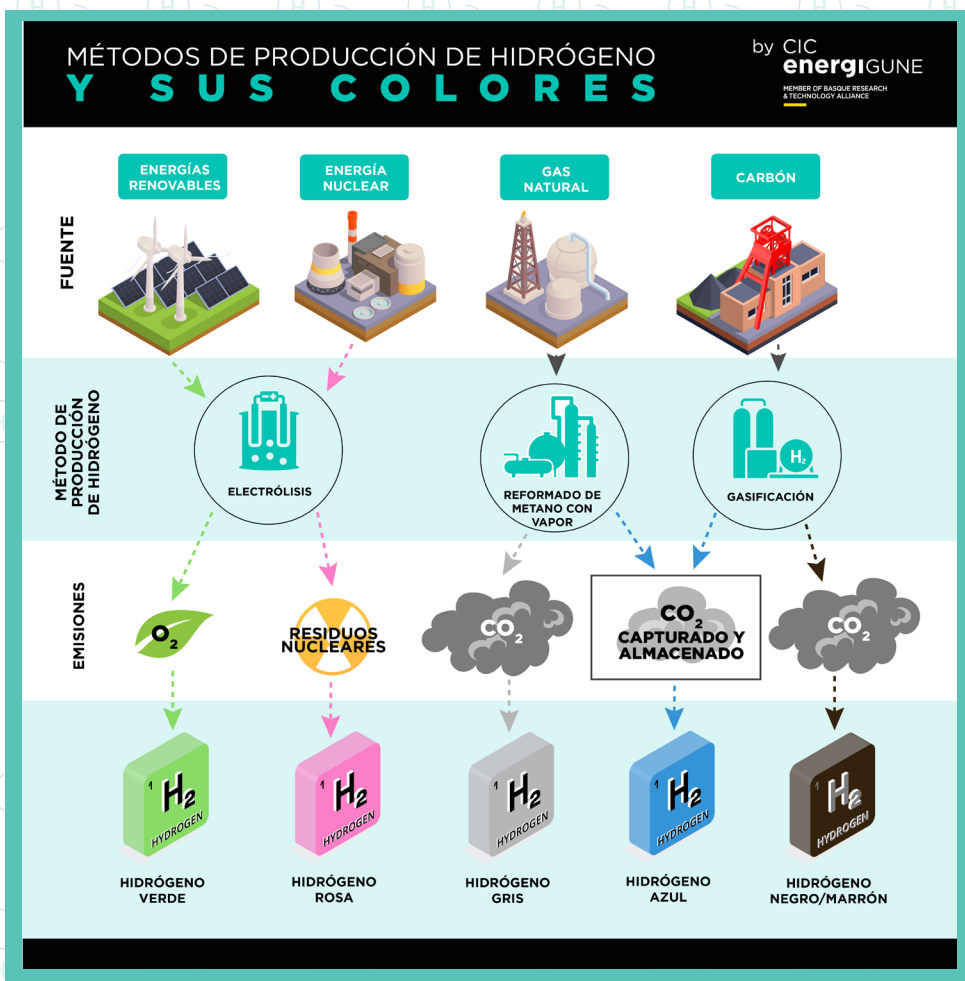 MÉTODOS DE PRODUCCIÓN DE HIDRÓGENO
Y SUS COLORES
by CIC
energiGUNE
MEMBER OF BASQUE RESEARCH
& TECHNOLOGY ALLIANCE
ENERGÍAS
RENOVABLES
ENERGÍA
NUCLEAR
GAS
NATURAL
CARBÓN
FUENTE
MÉTODO DE
PRODUCCIÓN
DE HIDRÓGENO
ELECTRÓLISIS
REFORMADO DE
METANO CON
VAPOR
H2
GASIFICACIÓN
EMISIONES
O2
RESIDUOS
NUCLEARES
CO2
CO2
CAPTURADO Y
ALMACENADO
CO2
1 H2
HYDROGEN
1 H2
HYDROGEN
1 H2
HYDROGEN
1 H2
HYDROGEN
1 H2
HYDROGEN
HIDRÓGENO
VERDE
HIDRÓGENO
ROSA
HIDRÓGENO
GRIS
HIDRÓGENO
AZUL
HIDRÓGENO
NEGRO/MARRÓN